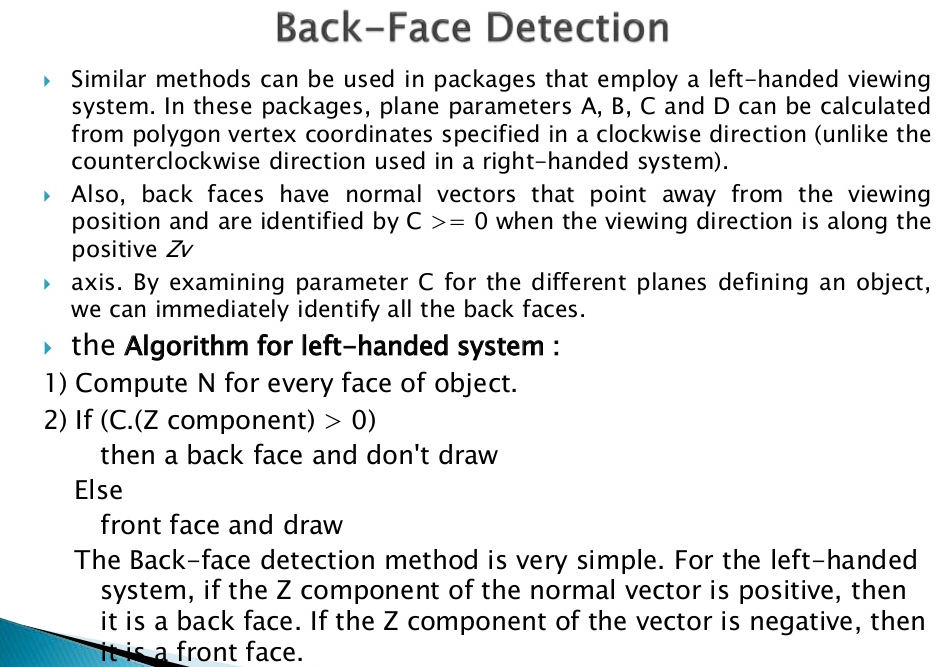 Back-Face Detection
Similar methods can be used in packages that employ a left-handed viewing
system. In these packages, plane parameters A, B, C and D can be calculated
from polygon vertex coordinates specified in a clockwise direction (unlike the
counterclockwise direction used in a right-handed system).
Also, back faces have normal vectors that point away from the viewing
position and are identified by C >= 0 when the viewing direction is along the
positive Zv
axis. By examining parameter C for the different planes defining an object,
we can immediately identify all the back faces.
the Algorithm for left-handed system :
1) Compute N for every face of object.
2) If (C.(Z component) > 0)
then a back face and don't draw
Else
front face and draw
The Back-face detection method is very simple. For the left-handed
system, if the Z component of the normal vector is positive, then
it is a back face. If the Z component of the vector is negative, then
it is a front face.